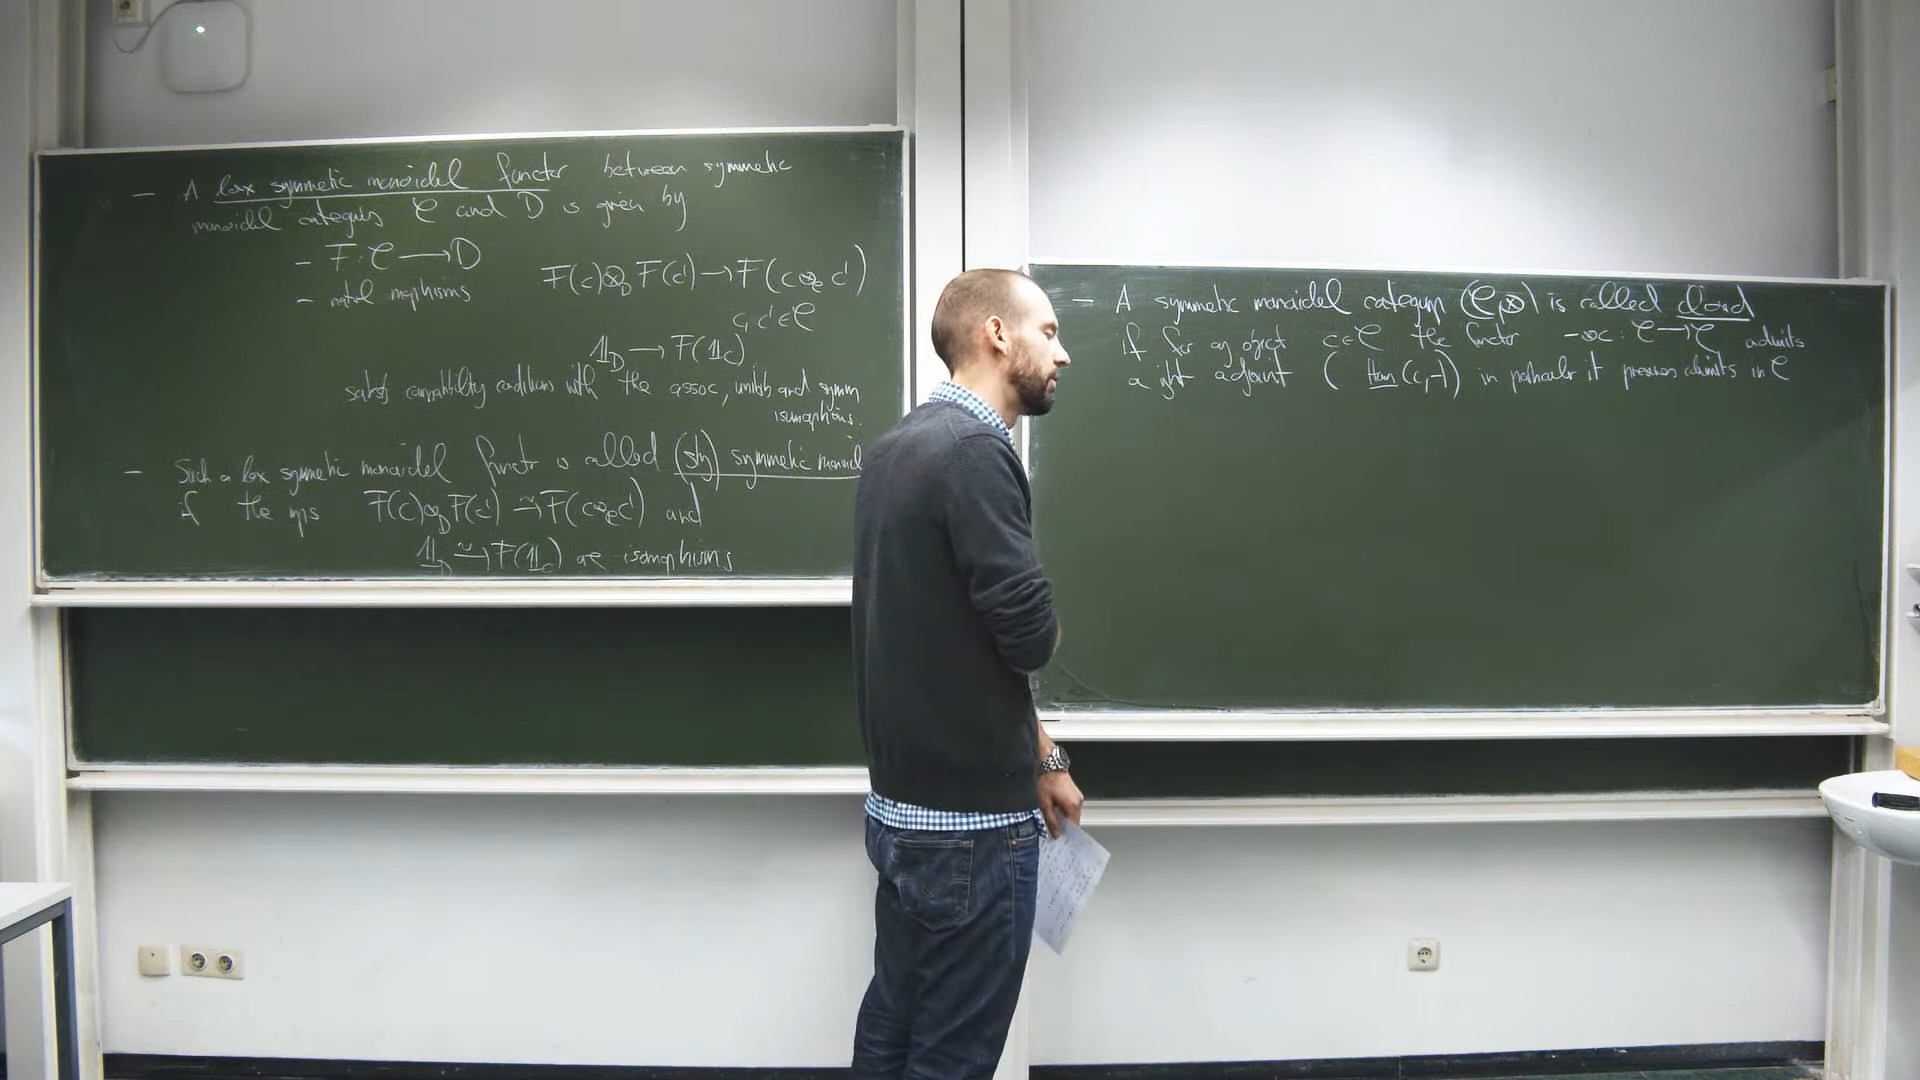 – A lax symmetric monoidal functor between symmetric
monoidal categories C and D is given by
– F: C → D
– natural morphisms F(c) ⊗_D F(c') → F(c ⊗_C c')
c, c' ∈ C
𝟙_D → F(𝟙_C)
satisfy compatibility conditions with the assoc, unitality and symm
isomorphisms.
– Such a lax symmetric monoidal functor is called (str) symmetric monoidal
if the maps F(c) ⊗_D F(c') ≃→ F(c ⊗_C c') and
𝟙_D ≃→ F(𝟙_C) are isomorphisms
– A symmetric monoidal category (C, ⊗) is called closed
if for any object c ∈ C the functor – ⊗ c : C → C admits
a right adjoint ( Hom(c, –) ) in particular it preserves colimits in C